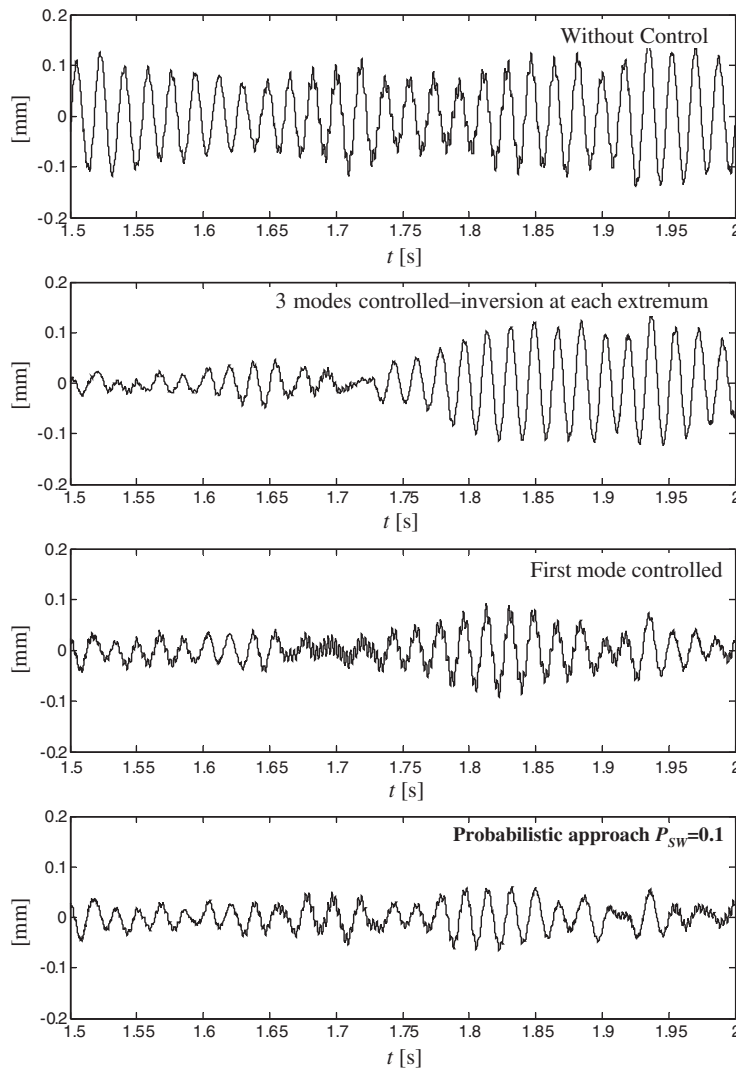 Without Control
0.2
0.1
0
-0.1
-0.2
[mm]
1.5 1.55 1.6 1.65 1.7 1.75 1.8 1.85 1.9 1.95 2
t [s]
3 modes controlled–inversion at each extremum
0.2
0.1
0
-0.1
-0.2
[mm]
1.5 1.55 1.6 1.65 1.7 1.75 1.8 1.85 1.9 1.95 2
t [s]
First mode controlled
0.2
0.1
0
-0.1
-0.2
[mm]
1.5 1.55 1.6 1.65 1.7 1.75 1.8 1.85 1.9 1.95 2
t [s]
Probabilistic approach P_SW=0.1
0.2
0.1
0
-0.1
-0.2
[mm]
1.5 1.55 1.6 1.65 1.7 1.75 1.8 1.85 1.9 1.95 2
t [s]